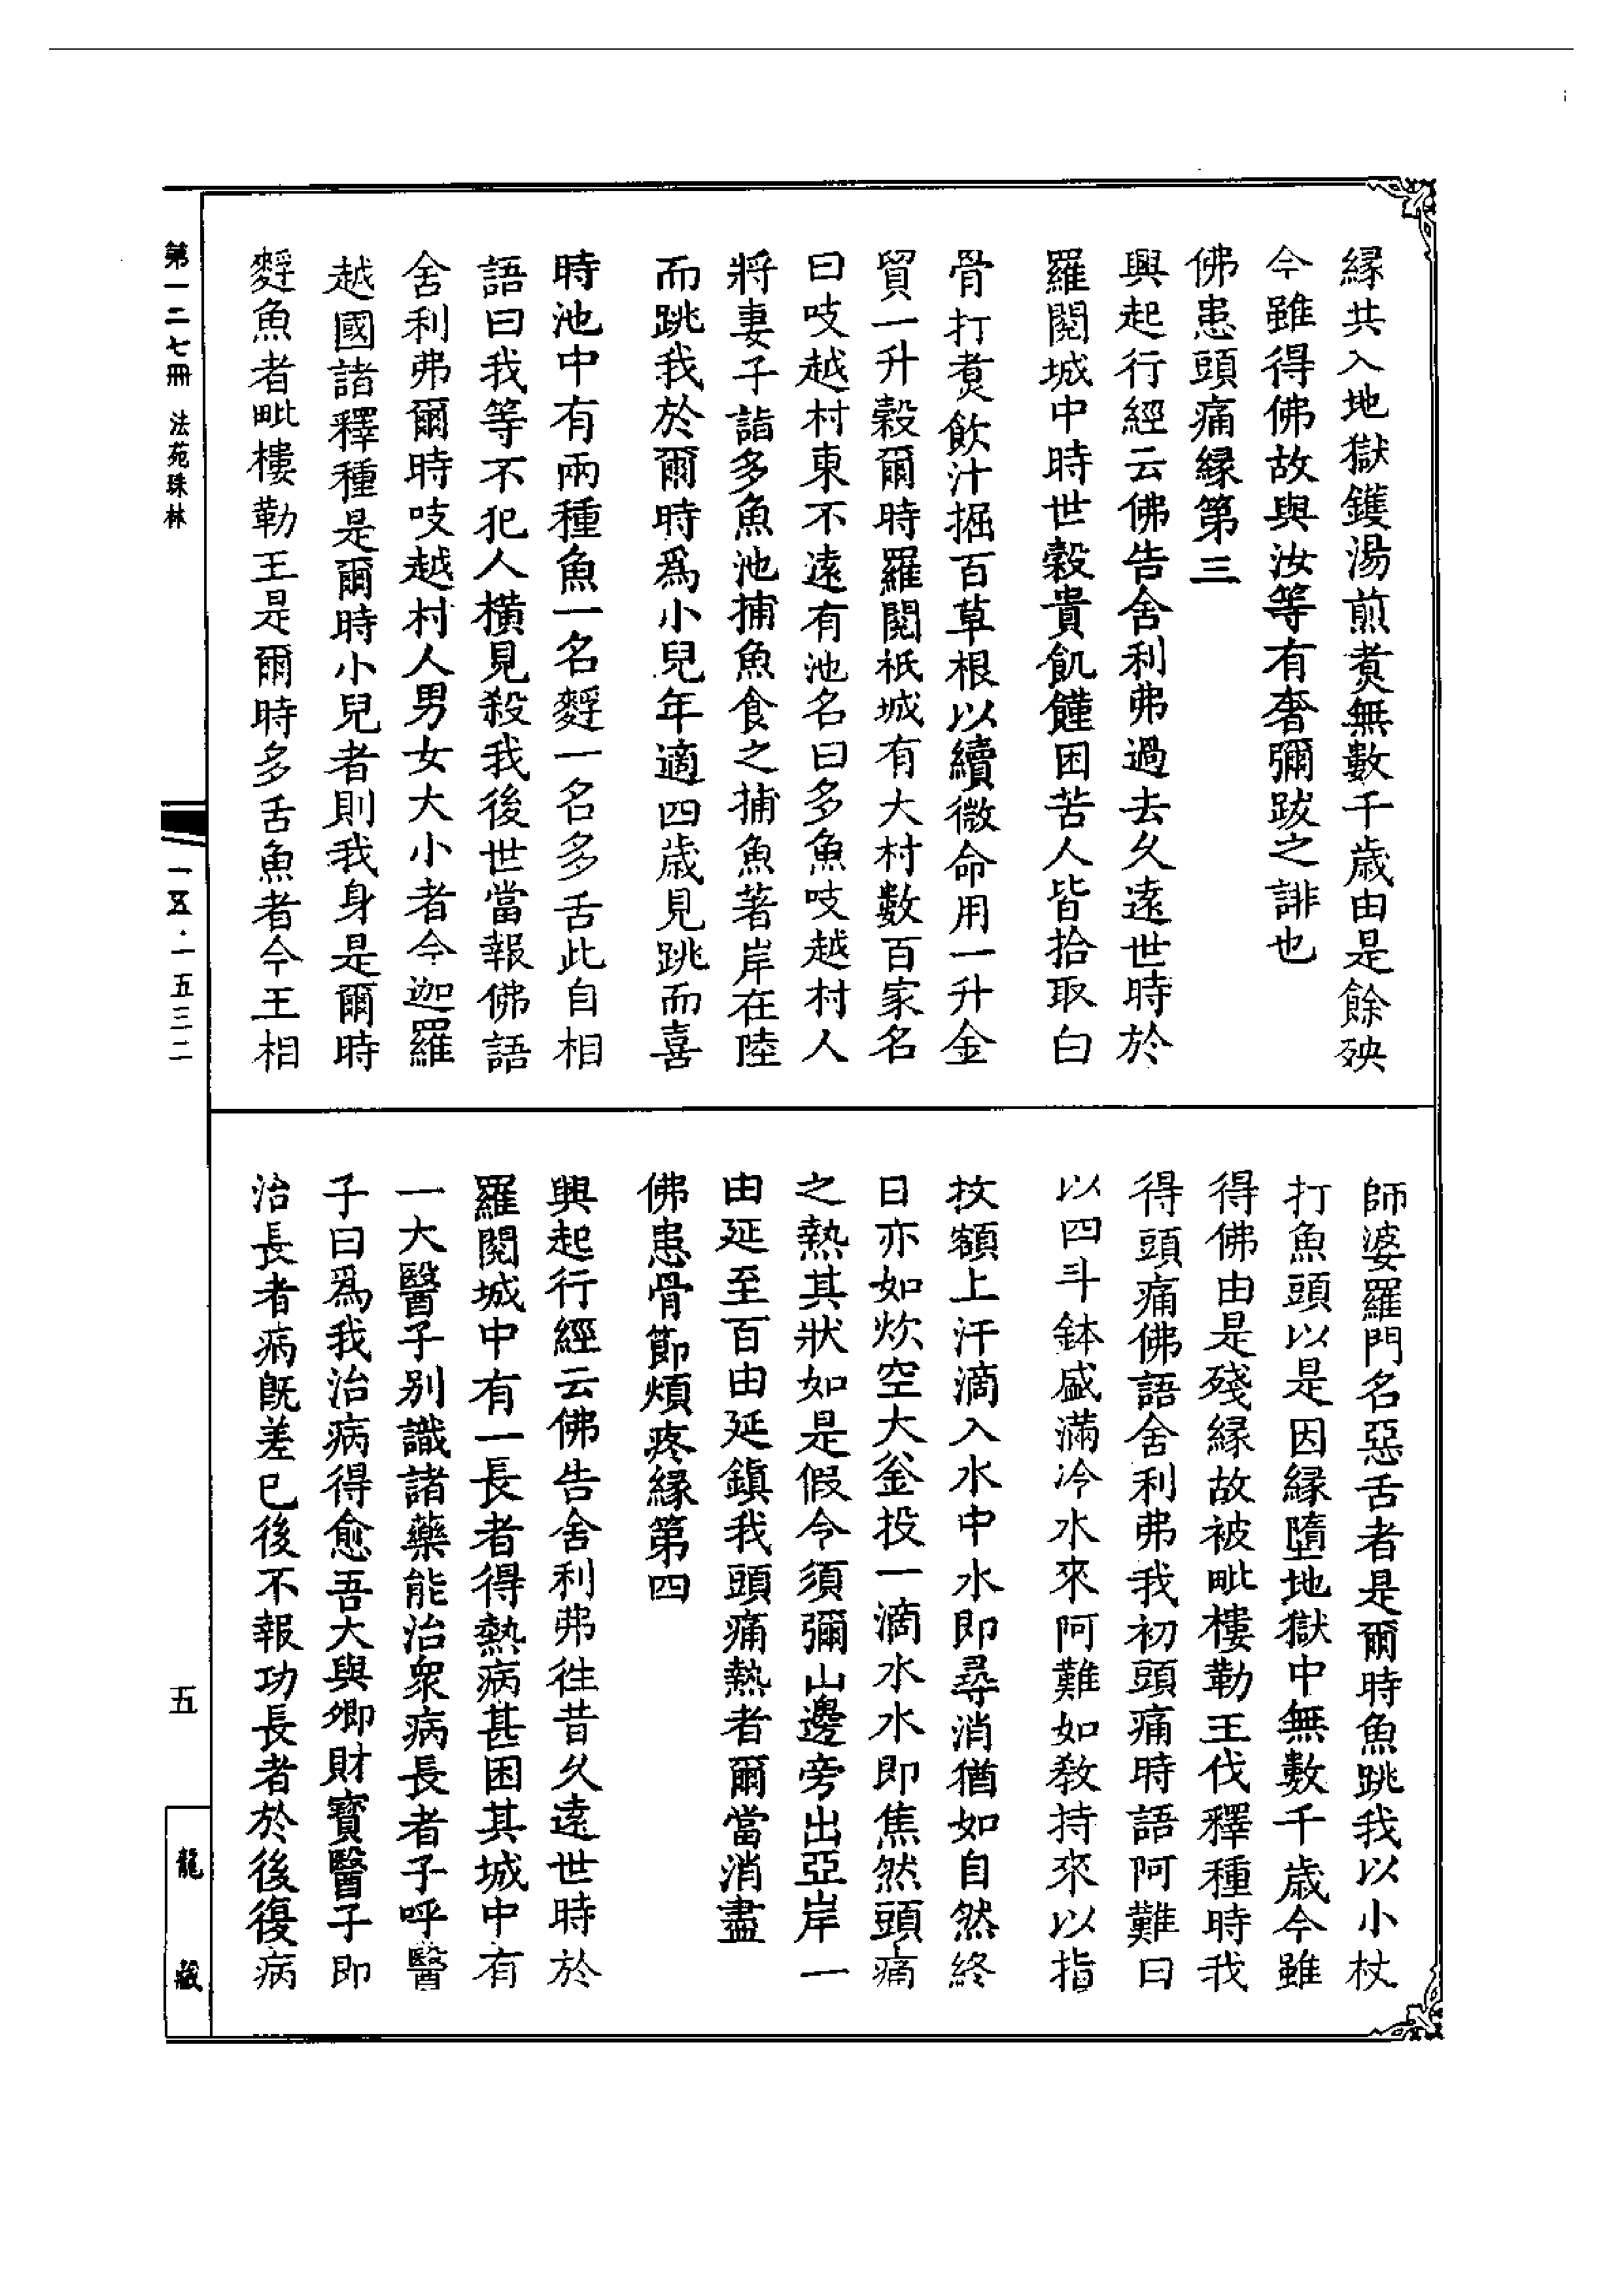 緣共入地獄鑊湯煎煑無數千歲由是餘殃
今雖得佛故與汝等有奢彌跋之誹也
佛患頭痛緣第三
興起行經云佛告舍利弗過去久遠世時於
羅閱城中時世穀貴飢饉困苦人皆拾取白
骨打煑飲汁掘百草根以續微命用一升金
貿一升穀爾時羅閱祇城有大村數百家名
曰吱越村東不遠有池名曰多魚吱越村人
將妻子詣多魚池捕魚食之捕魚著岸在陸
而跳我於爾時爲小兒年適四歲見跳而喜
時池中有兩種魚一名䴸一名多舌此自相
語曰我等不犯人橫見殺我後世當報佛語
舍利弗爾時吱越村人男女大小者今迦羅
越國諸釋種是爾時小兒者則我身是爾時
䴸魚者毗樓勒王是爾時多舌魚者今王相
師婆羅門名惡舌者是爾時魚跳我以小杖
打魚頭以是因緣墮地獄中無數千歲今雖
得佛由是殘緣故被毗樓勒王伐釋種時我
得頭痛佛語舍利弗我初頭痛時語阿難曰
以四斗鉢盛滿冷水來阿難如敎持來以指
抆額上汗滴入水中水即尋消猶如自然終
日亦如炊空大釜投一滴水水即焦然頭痛
之熱其狀如是假令須彌山邊旁出亞岸一
由延至百由延鎭我頭痛熱者爾當消盡
佛患骨節煩疼緣第四
興起行經云佛告舍利弗往昔久遠世時於
羅閱城中有一長者得熱病甚困其城中有
一大醫子別識諸藥能治衆病長者子呼醫
子曰爲我治病得愈吾大與卿財寶醫子即
治長者病旣差已後不報功長者於後復病
第一二七冊 法苑珠林
一五·一五三二
五
龍藏